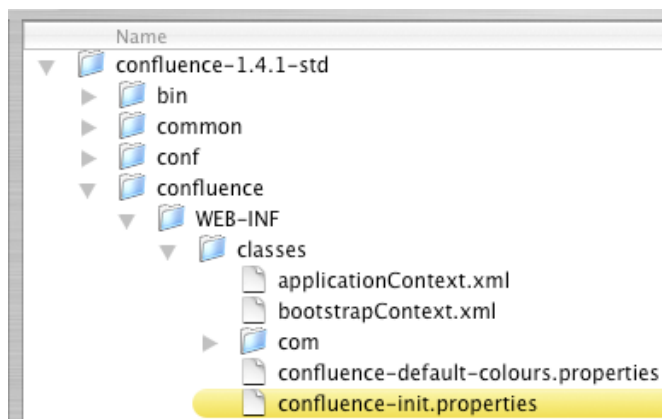 Name
confluence-1.4.1-std
bin
common
conf
confluence
WEB-INF
classes
applicationContext.xml
bootstrapContext.xml
com
confluence-default-colours.properties
confluence-init.properties